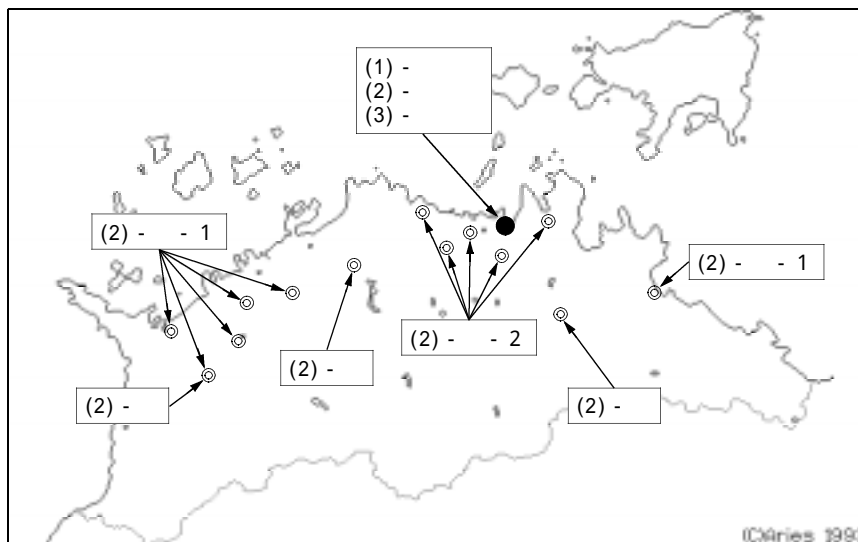 (1) -
(2) -
(3) -
(2) - - 1
(2) - - 1
(2) - - 2
(2) -
(2) -
(2) -
(C)Aries 199